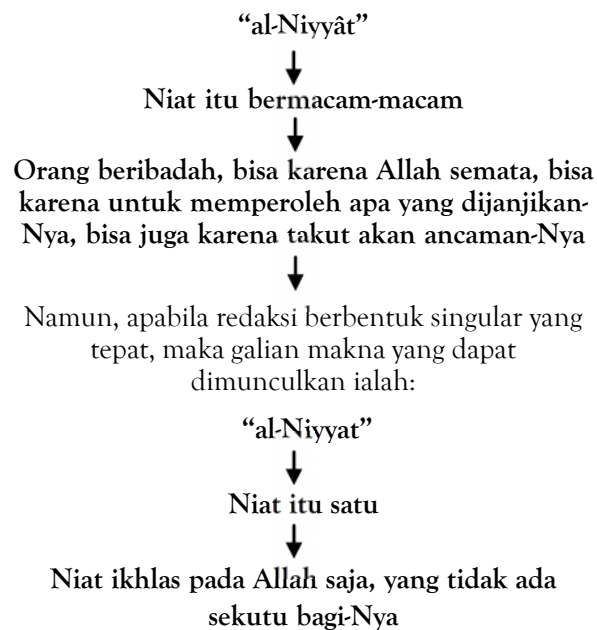 “al-Niyyât”
Niat itu bermacam-macam
Orang beribadah, bisa karena Allah semata, bisa
karena untuk memperoleh apa yang dijanjikan-
Nya, bisa juga karena takut akan ancaman-Nya
Namun, apabila redaksi berbentuk singular yang
tepat, maka galian makna yang dapat
dimunculkan ialah:
“al-Niyyat”
Niat itu satu
Niat ikhlas pada Allah saja, yang tidak ada
sekutu bagi-Nya